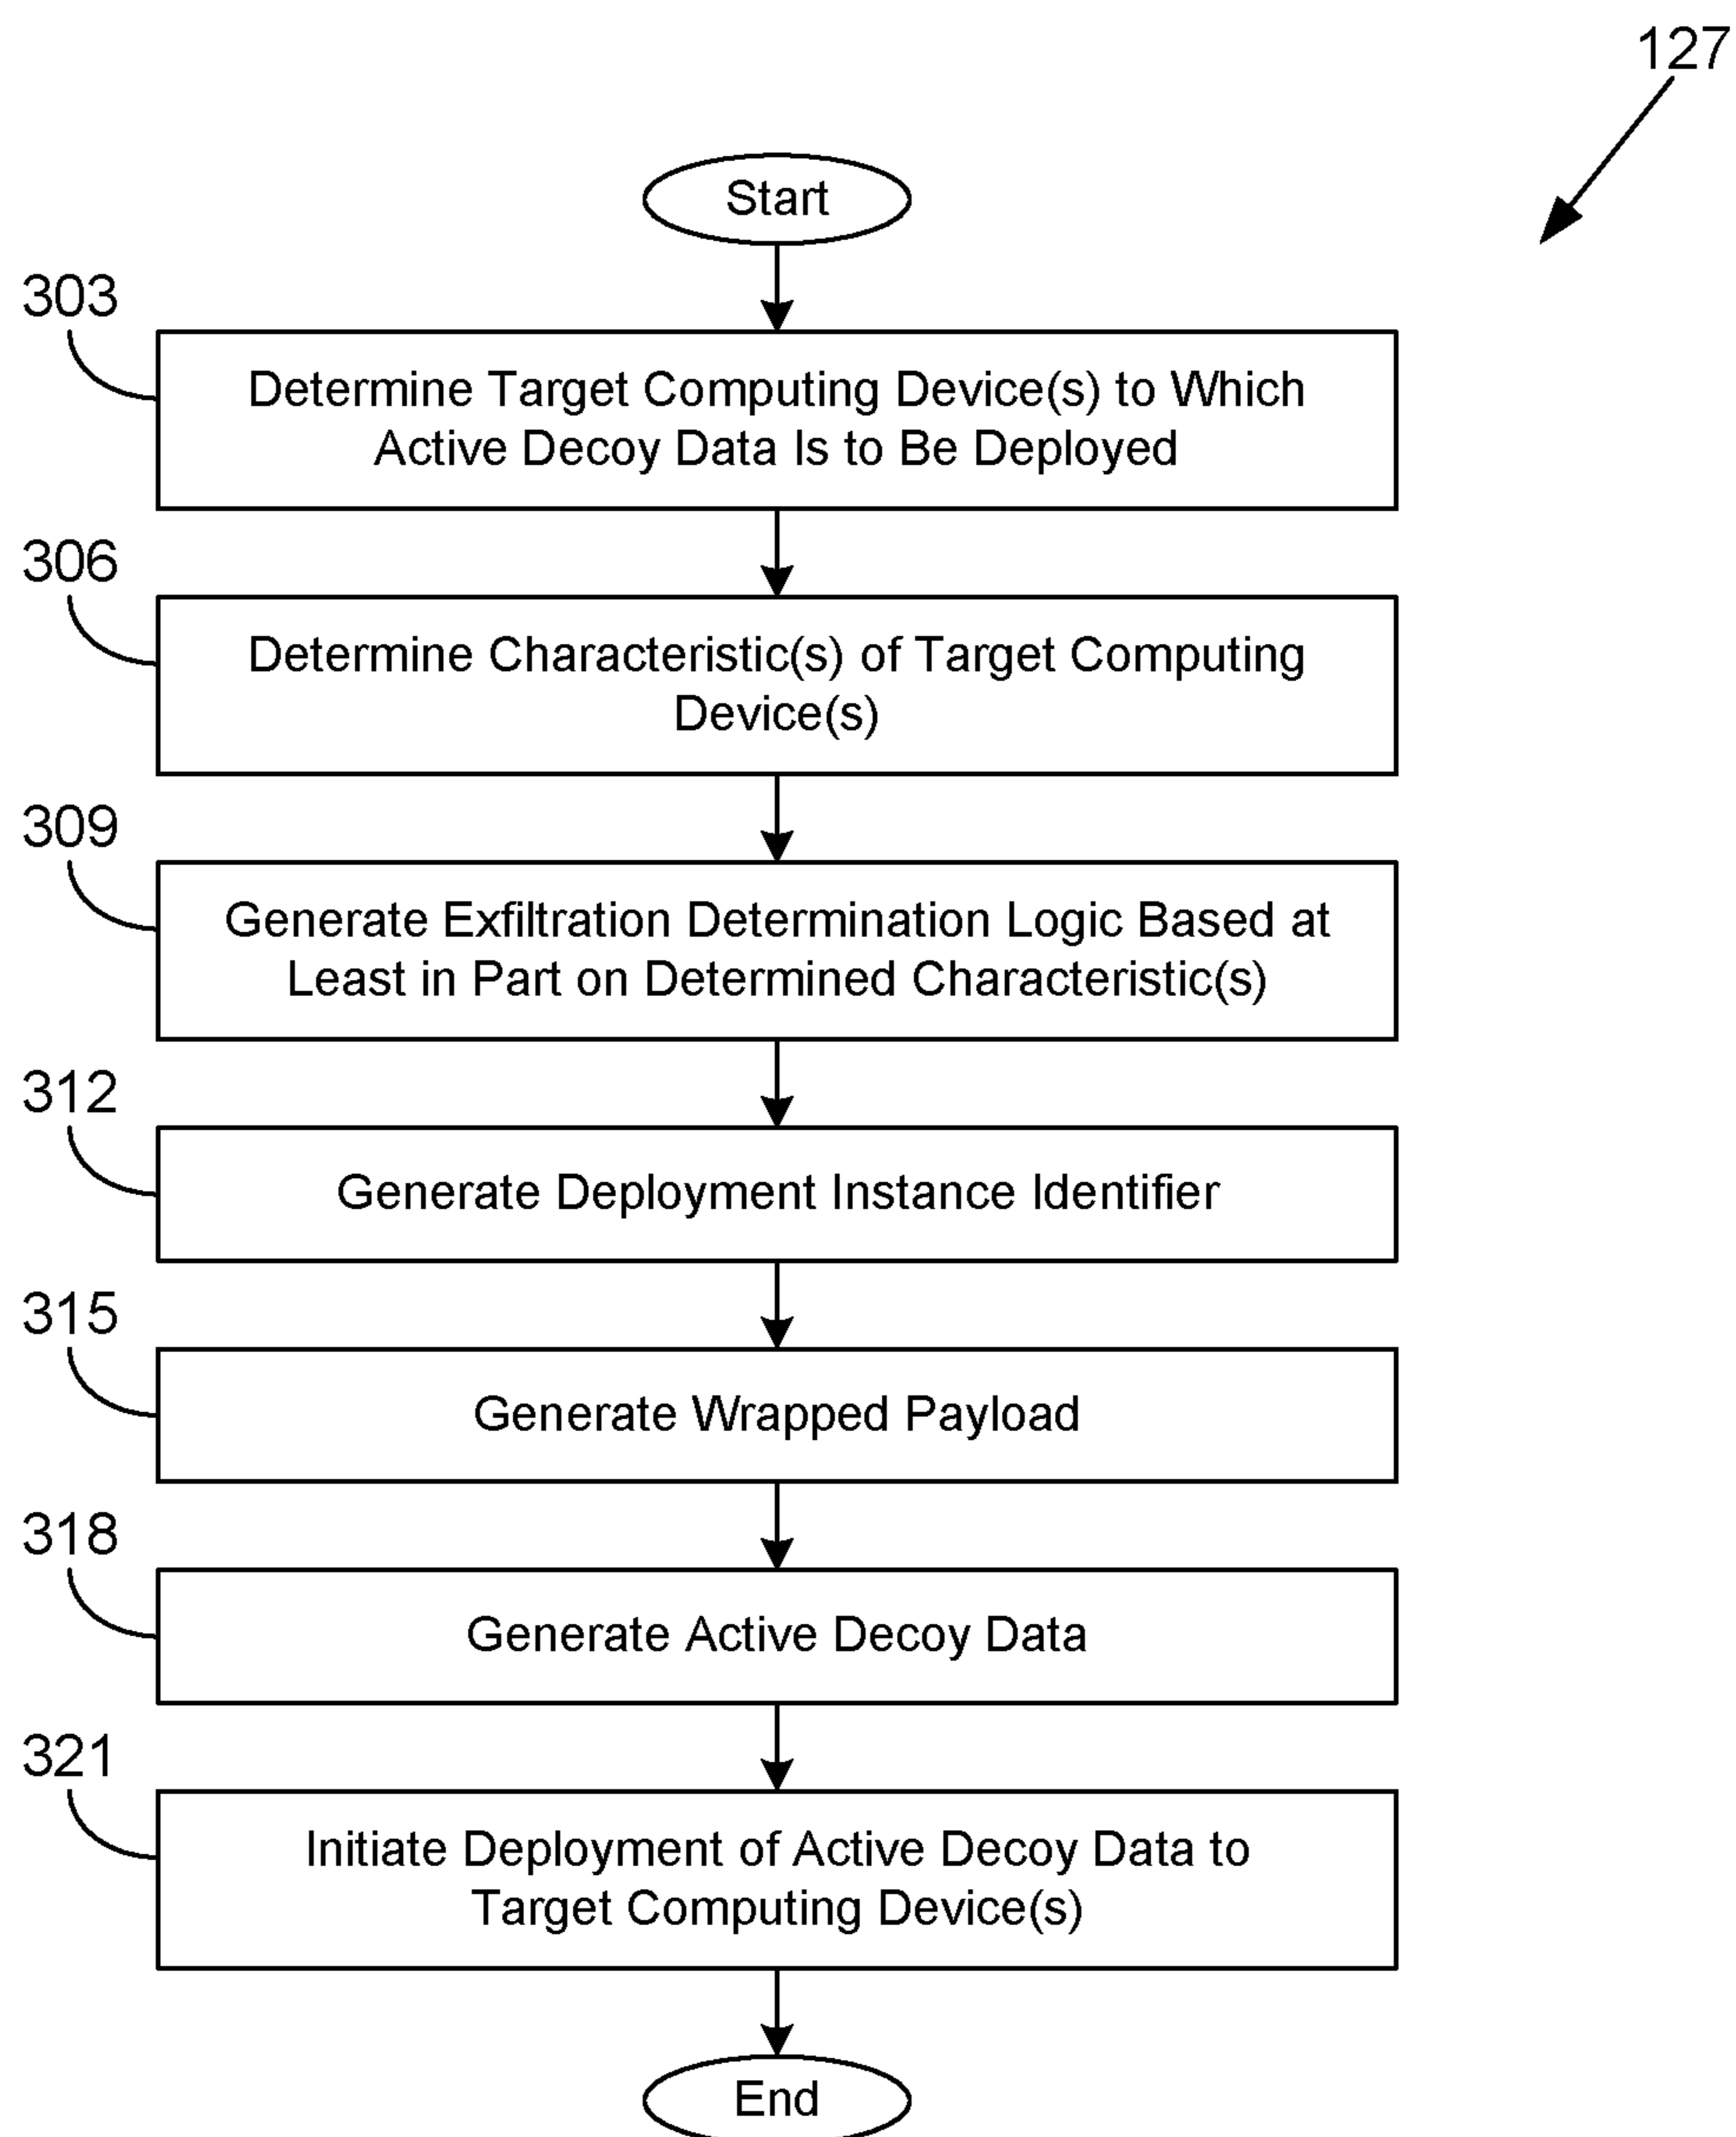 127
Start
303
Determine Target Computing Device(s) to Which
Active Decoy Data Is to Be Deployed
306
Determine Characteristic(s) of Target Computing
Device(s)
309
Generate Exfiltration Determination Logic Based at
Least in Part on Determined Characteristic(s)
312
Generate Deployment Instance Identifier
315
Generate Wrapped Payload
318
Generate Active Decoy Data
321
Initiate Deployment of Active Decoy Data to
Target Computing Device(s)
End